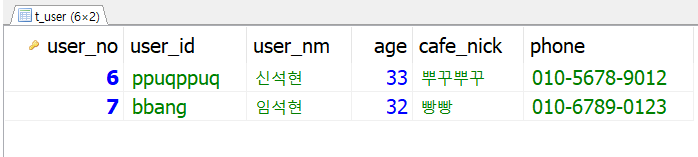 t_user (6×2)
user_no user_id user_nm age cafe_nick phone
6 ppuqppuq 신석현 33 뿌꾸뿌꾸 010-5678-9012
7 bbang 임석현 32 빵빵 010-6789-0123